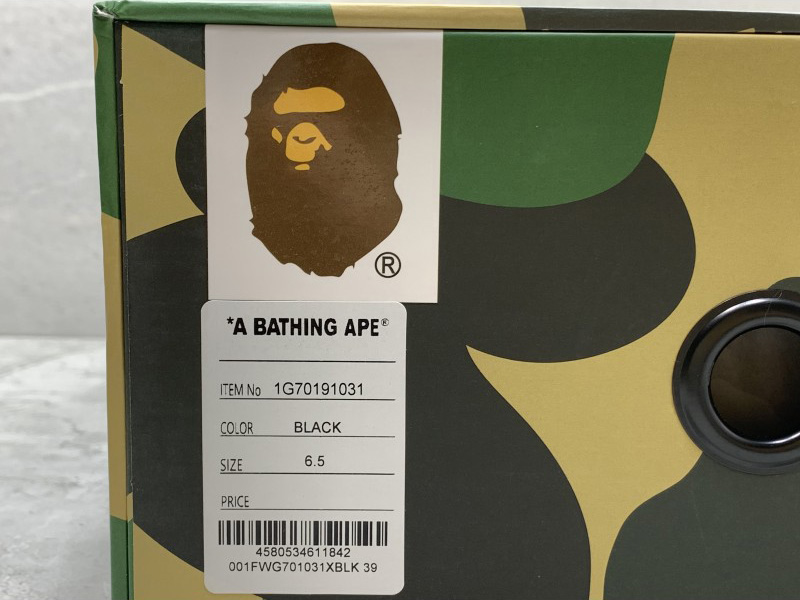 ®
*A BATHING APE®
ITEM No 1G70191031
COLOR BLACK
SIZE 6.5
PRICE
4580534611842
001FWG701031XBLK 39